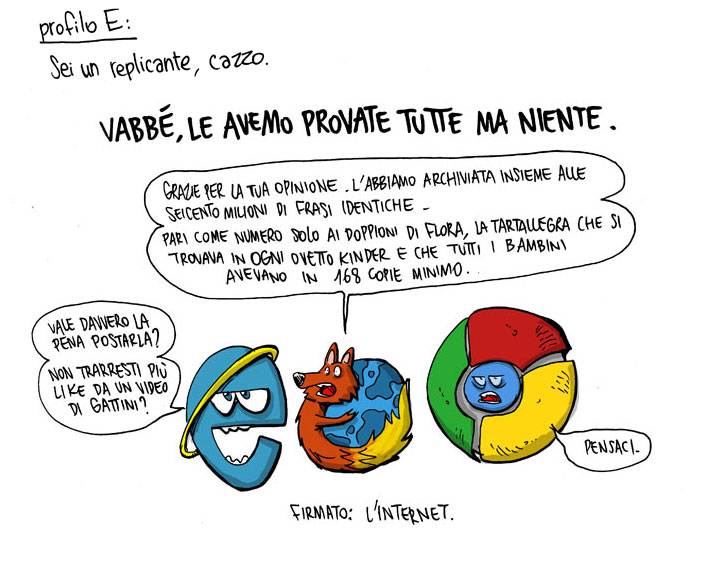 profilo E:
Sei un replicante, cazzo.
VABBÉ, LE AVEMO PROVATE TUTTE MA NIENTE.
GRAZIE PER LA TUA OPINIONE. L'ABBIAMO ARCHIVIATA INSIEME ALLE
SEICENTO MILIONI DI FRASI IDENTICHE -
PARI COME NUMERO SOLO AI DOPPIONI DI FLORA, LA TARTALLEGRA CHE SI
TROVAVA IN OGNI OVETTO KINDER E CHE TUTTI I BAMBINI
AVEVANO IN 168 COPIE MINIMO.
VALE DAVVERO LA
PENA POSTARLA?
NON TRARRESTI PIÙ
LIKE DA UN VIDEO
DI GATTINI?
PENSACI.
FIRMATO: L'INTERNET.